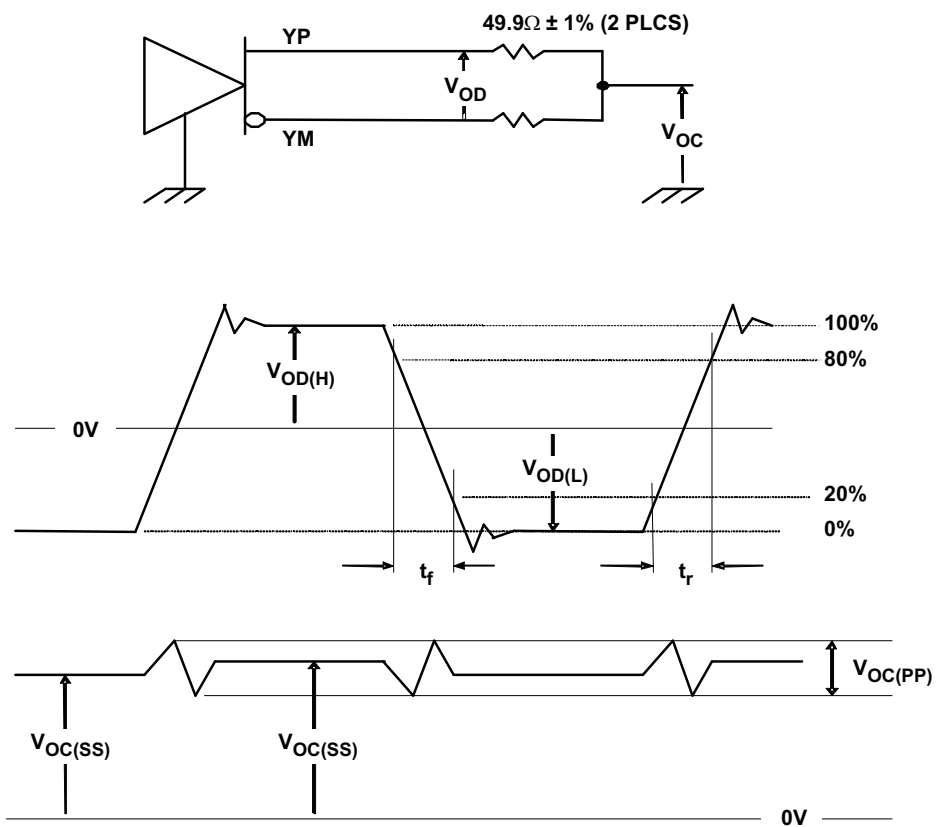 49.9Ω ± 1% (2 PLCS)
YP
VOD
YM
VOC
100%
80%
VOD(H)
0V
VOD(L)
20%
0%
tf
tr
VOC(PP)
VOC(SS)
VOC(SS)
0V